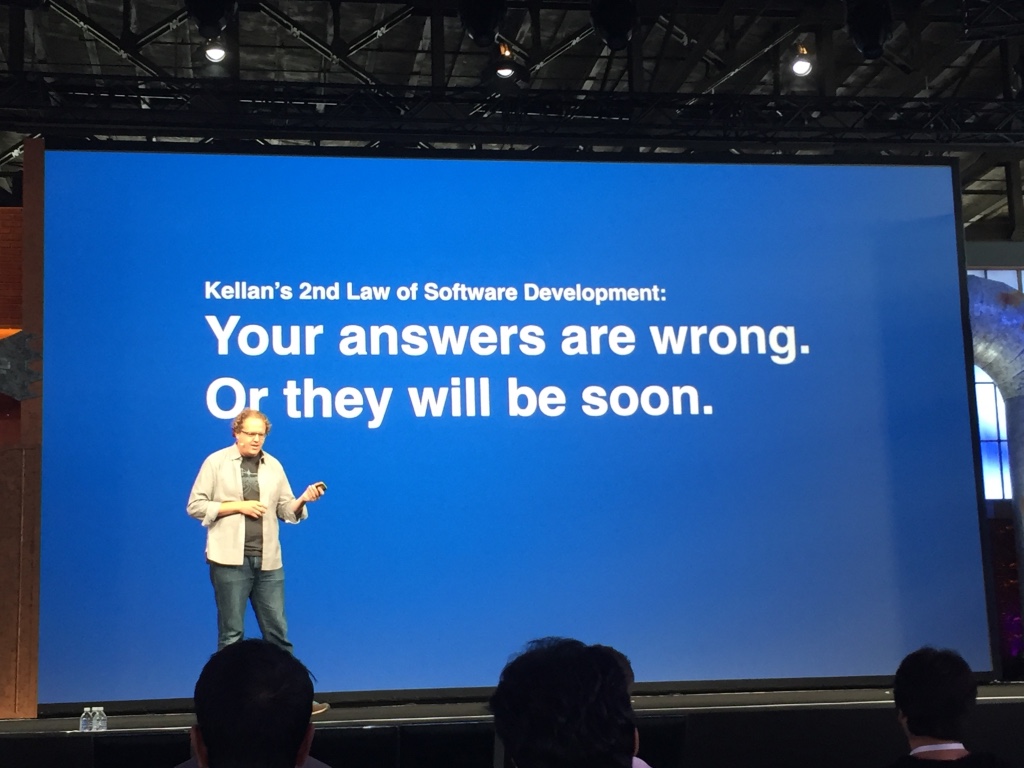 Kellan's 2nd Law of Software Development:
Your answers are wrong.
Or they will be soon.